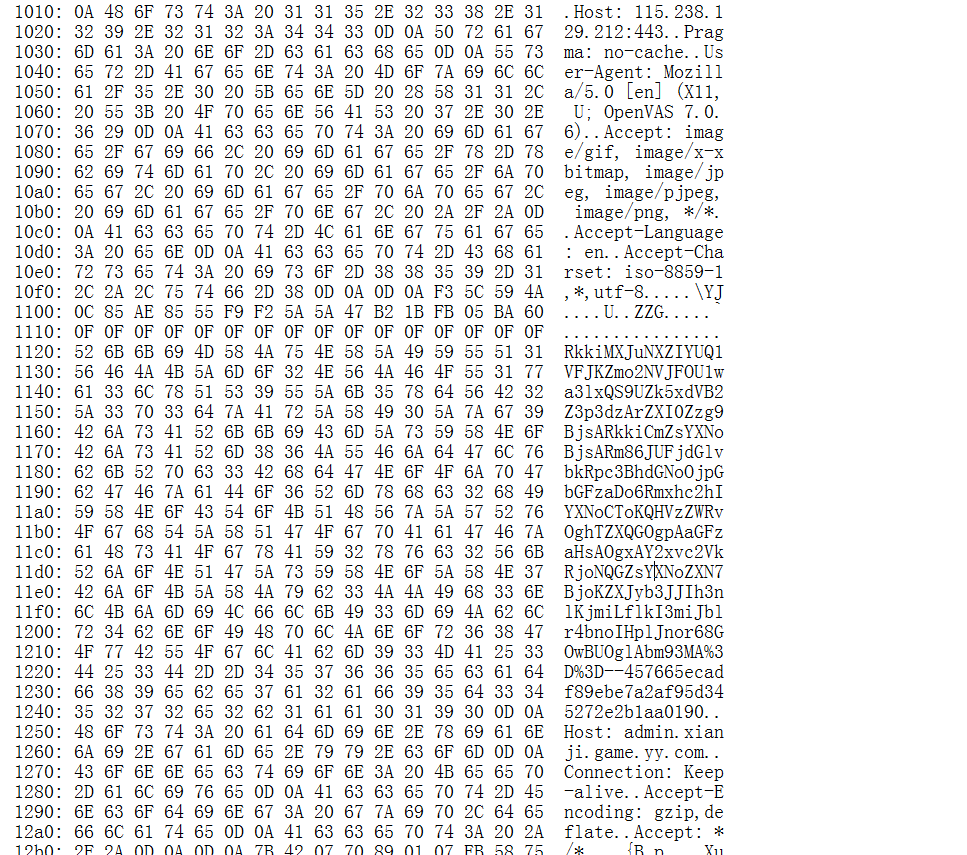 1010: 0A 48 6F 73 74 3A 20 31 31 35 2E 32 33 38 2E 31 .Host: 115.238.1
1020: 32 39 2E 32 31 32 3A 34 34 33 0D 0A 50 72 61 67 29.212:443..Prag
1030: 6D 61 3A 20 6E 6F 2D 63 61 63 68 65 0D 0A 55 73 ma: no-cache..Us
1040: 65 72 2D 41 67 65 6E 74 3A 20 4D 6F 7A 69 6C 6C er-Agent: Mozill
1050: 61 2F 35 2E 30 20 5B 65 6E 5D 20 28 58 31 31 2C a/5.0 [en] (X11,
1060: 20 55 3B 20 4F 70 65 6E 56 41 53 20 37 2E 30 2E  U; OpenVAS 7.0.
1070: 36 29 0D 0A 41 63 63 65 70 74 3A 20 69 6D 61 67 6)..Accept: imag
1080: 65 2F 67 69 66 2C 20 69 6D 61 67 65 2F 78 2D 78 e/gif, image/x-x
1090: 62 69 74 6D 61 70 2C 20 69 6D 61 67 65 2F 6A 70 bitmap, image/jp
10a0: 65 67 2C 20 69 6D 61 67 65 2F 70 6A 70 65 67 2C eg, image/pjpeg,
10b0: 20 69 6D 61 67 65 2F 70 6E 67 2C 20 2A 2F 2A 0D  image/png, */*.
10c0: 0A 41 63 63 65 70 74 2D 4C 61 6E 67 75 61 67 65 .Accept-Language
10d0: 3A 20 65 6E 0D 0A 41 63 63 65 70 74 2D 43 68 61 : en..Accept-Cha
10e0: 72 73 65 74 3A 20 69 73 6F 2D 38 38 35 39 2D 31 rset: iso-8859-1
10f0: 2C 2A 2C 75 74 66 2D 38 0D 0A 0D 0A F3 5C 59 4A ,*,utf-8.....\YJ
1100: 0C 85 AE 85 55 F9 F2 5A 5A 47 B2 1B FB 05 BA 60 ....U..ZZG.....`
1110: 0F 0F 0F 0F 0F 0F 0F 0F 0F 0F 0F 0F 0F 0F 0F 0F ................
1120: 52 6B 6B 69 4D 58 4A 75 4E 58 5A 49 59 55 51 31 RkkiMXJuNXZIYUQ1
1130: 56 46 4A 4B 5A 6D 6F 32 4E 56 4A 46 4F 55 31 77 VFJKZmo2NVJFOU1w
1140: 61 33 6C 78 51 53 39 55 5A 6B 35 78 64 56 42 32 a3lxQS9UZk5xdVB2
1150: 5A 33 70 33 64 7A 41 72 5A 58 49 30 5A 7A 67 39 Z3p3dzArZXI0Zzg9
1160: 42 6A 73 41 52 6B 6B 69 43 6D 5A 73 59 58 4E 6F BjsARkkiCmZsYXNo
1170: 42 6A 73 41 52 6D 38 36 4A 55 46 6A 64 47 6C 76 BjsARm86JUFjdGlv
1180: 62 6B 52 70 63 33 42 68 64 47 4E 6F 4F 6A 70 47 bkRpc3BhdGNoOjpG
1190: 62 47 46 7A 61 44 6F 36 52 6D 78 68 63 32 68 49 bGFzaDo6Rmxhc2hI
11a0: 59 58 4E 6F 43 54 6F 4B 51 48 56 7A 5A 57 52 76 YXNoCToKQHVzZWRv
11b0: 4F 67 68 54 5A 58 51 47 4F 67 70 41 61 47 46 7A OghTZXQGOgpAaGFz
11c0: 61 48 73 41 4F 67 78 41 59 32 78 76 63 32 56 6B aHsAOgxAY2xvc2Vk
11d0: 52 6A 6F 4E 51 47 5A 73 59 58 4E 6F 5A 58 4E 37 RjoNQGZsYXNoZXN7
11e0: 42 6A 6F 4B 5A 58 4A 79 62 33 4A 4A 49 68 33 6E BjoKZXJyb3JJIh3n
11f0: 6C 4B 6A 6D 69 4C 66 6C 6B 49 33 6D 69 4A 62 6C lKjmiLflkI3miJbl
1200: 72 34 62 6E 6F 49 48 70 6C 4A 6E 6F 72 36 38 47 r4bnoIHplJnor68G
1210: 4F 77 42 55 4F 67 6C 41 62 6D 39 33 4D 41 25 33 OwBUOglAbm93MA%3
1220: 44 25 33 44 2D 2D 34 35 37 36 36 35 65 63 61 64 D%3D--457665ecad
1230: 66 38 39 65 62 65 37 61 32 61 66 39 35 64 33 34 f89ebe7a2af95d34
1240: 35 32 37 32 65 32 62 31 61 61 30 31 39 30 0D 0A 5272e2b1aa0190..
1250: 48 6F 73 74 3A 20 61 64 6D 69 6E 2E 78 69 61 6E Host: admin.xian
1260: 6A 69 2E 67 61 6D 65 2E 79 79 2E 63 6F 6D 0D 0A ji.game.yy.com..
1270: 43 6F 6E 6E 65 63 74 69 6F 6E 3A 20 4B 65 65 70 Connection: Keep
1280: 2D 61 6C 69 76 65 0D 0A 41 63 63 65 70 74 2D 45 -alive..Accept-E
1290: 6E 63 6F 64 69 6E 67 3A 20 67 7A 69 70 2C 64 65 ncoding: gzip,de
12a0: 66 6C 61 74 65 0D 0A 41 63 63 65 70 74 3A 20 2A flate..Accept: *
12b0: 2F 2A 0D 0A 0D 0A 7B 42 07 70 89 01 07 FB 58 75 /*....{B.p....Xu